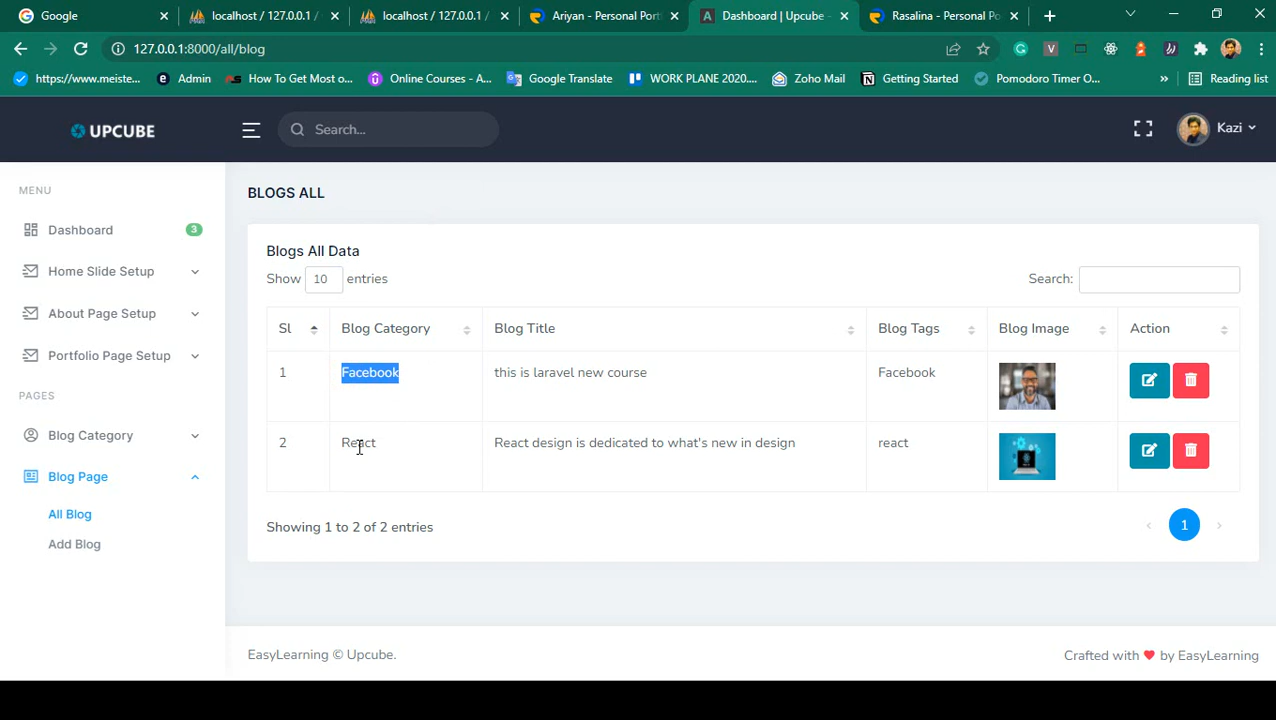 Google
localhost / 127.0.0.1 /
localhost / 127.0.0.1 /
Ariyan - Personal Port
Dashboard | Upcube -
Rasalina - Personal Po
127.0.0.1:8000/all/blog
https://www.meiste...
Admin
How To Get Most o...
Online Courses - A...
Google Translate
WORK PLANE 2020....
Zoho Mail
Getting Started
Pomodoro Timer O...
»
Reading list
UPCUBE
Search...
Kazi
MENU
Dashboard
3
Home Slide Setup
About Page Setup
Portfolio Page Setup
PAGES
Blog Category
Blog Page
All Blog
Add Blog
BLOGS ALL
Blogs All Data
Show 10 entries
Search:
Sl Blog Category Blog Title Blog Tags Blog Image Action
1 Facebook this is laravel new course Facebook
2 React React design is dedicated to what's new in design react
Showing 1 to 2 of 2 entries
‹ 1 ›
EasyLearning © Upcube.
Crafted with ❤ by EasyLearning